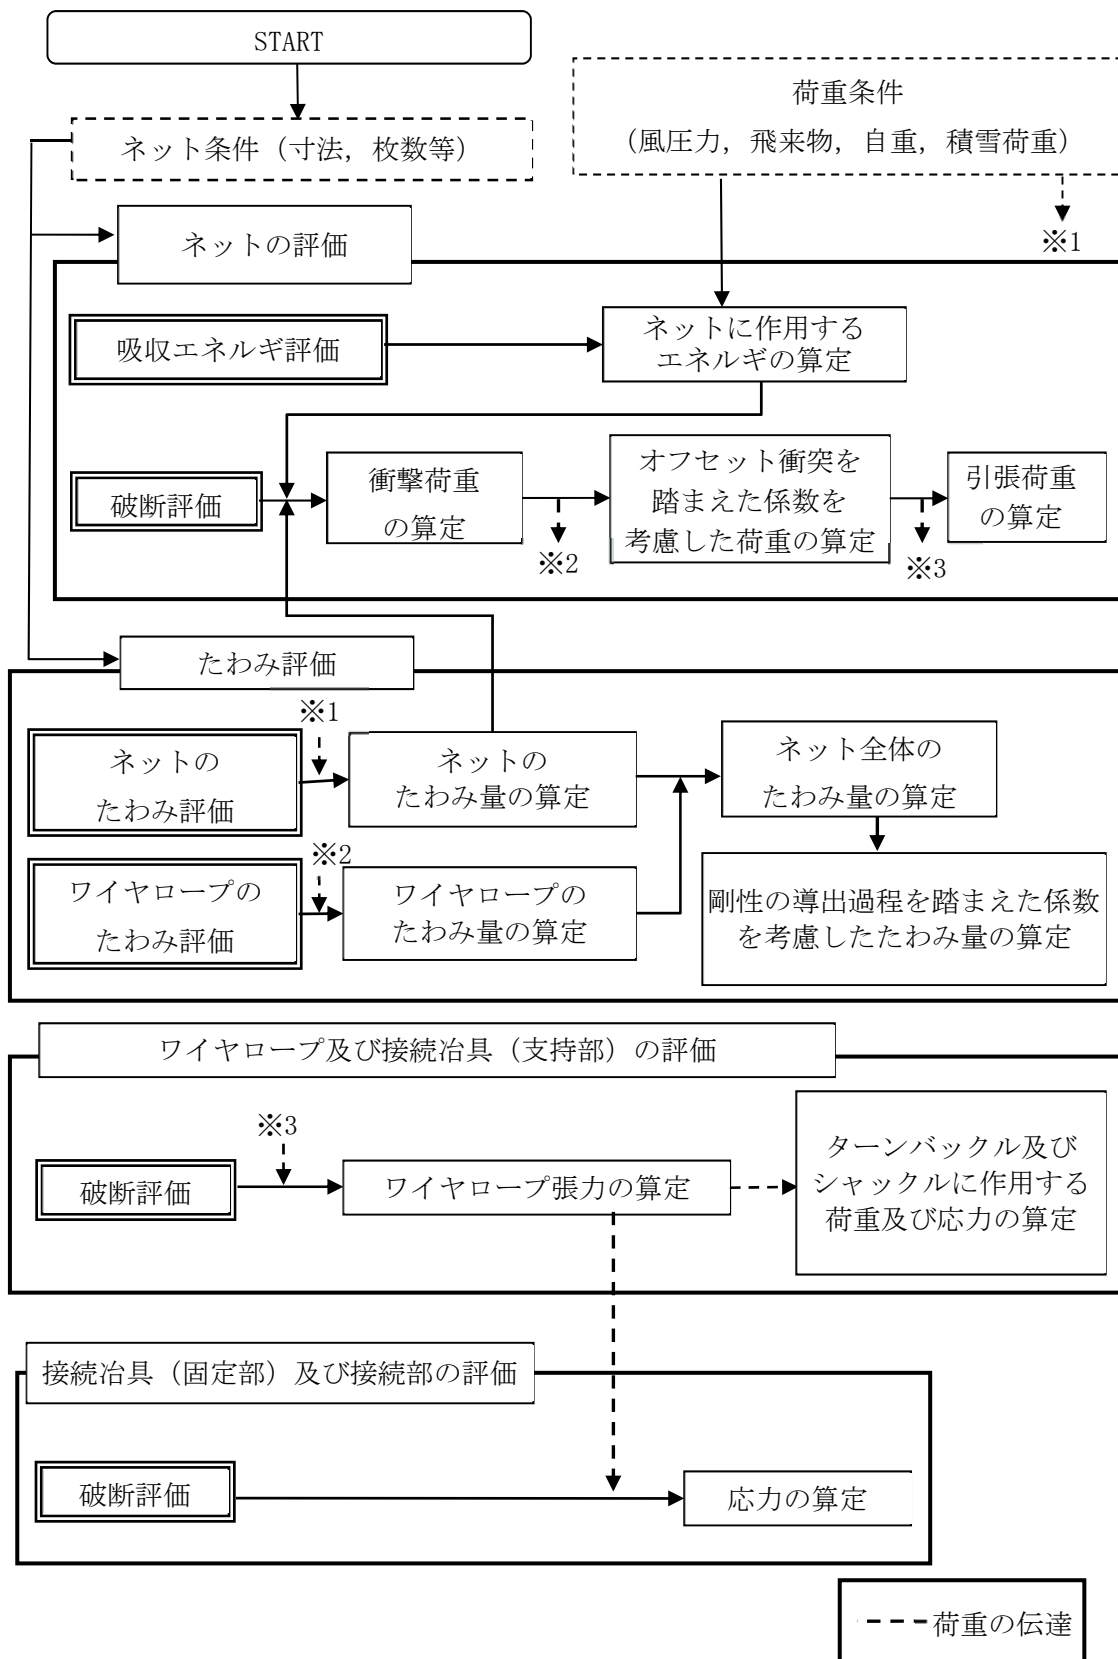 START
荷重条件
(風圧力，飛来物，自重，積雪荷重)
ネット条件（寸法，枚数等）
※1
ネットの評価
吸収エネルギ評価
ネットに作用する
エネルギの算定
破断評価
衝撃荷重
の算定
※2
オフセット衝突を
踏まえた係数を
考慮した荷重の算定
※3
引張荷重
の算定
たわみ評価
※1
ネットの
たわみ評価
ネットの
たわみ量の算定
ネット全体の
たわみ量の算定
※2
ワイヤロープの
たわみ評価
ワイヤロープの
たわみ量の算定
剛性の導出過程を踏まえた係数
を考慮したたわみ量の算定
ワイヤロープ及び接続冶具（支持部）の評価
※3
破断評価
ワイヤロープ張力の算定
ターンバックル及び
シャックルに作用する
荷重及び応力の算定
接続冶具（固定部）及び接続部の評価
破断評価
応力の算定
荷重の伝達